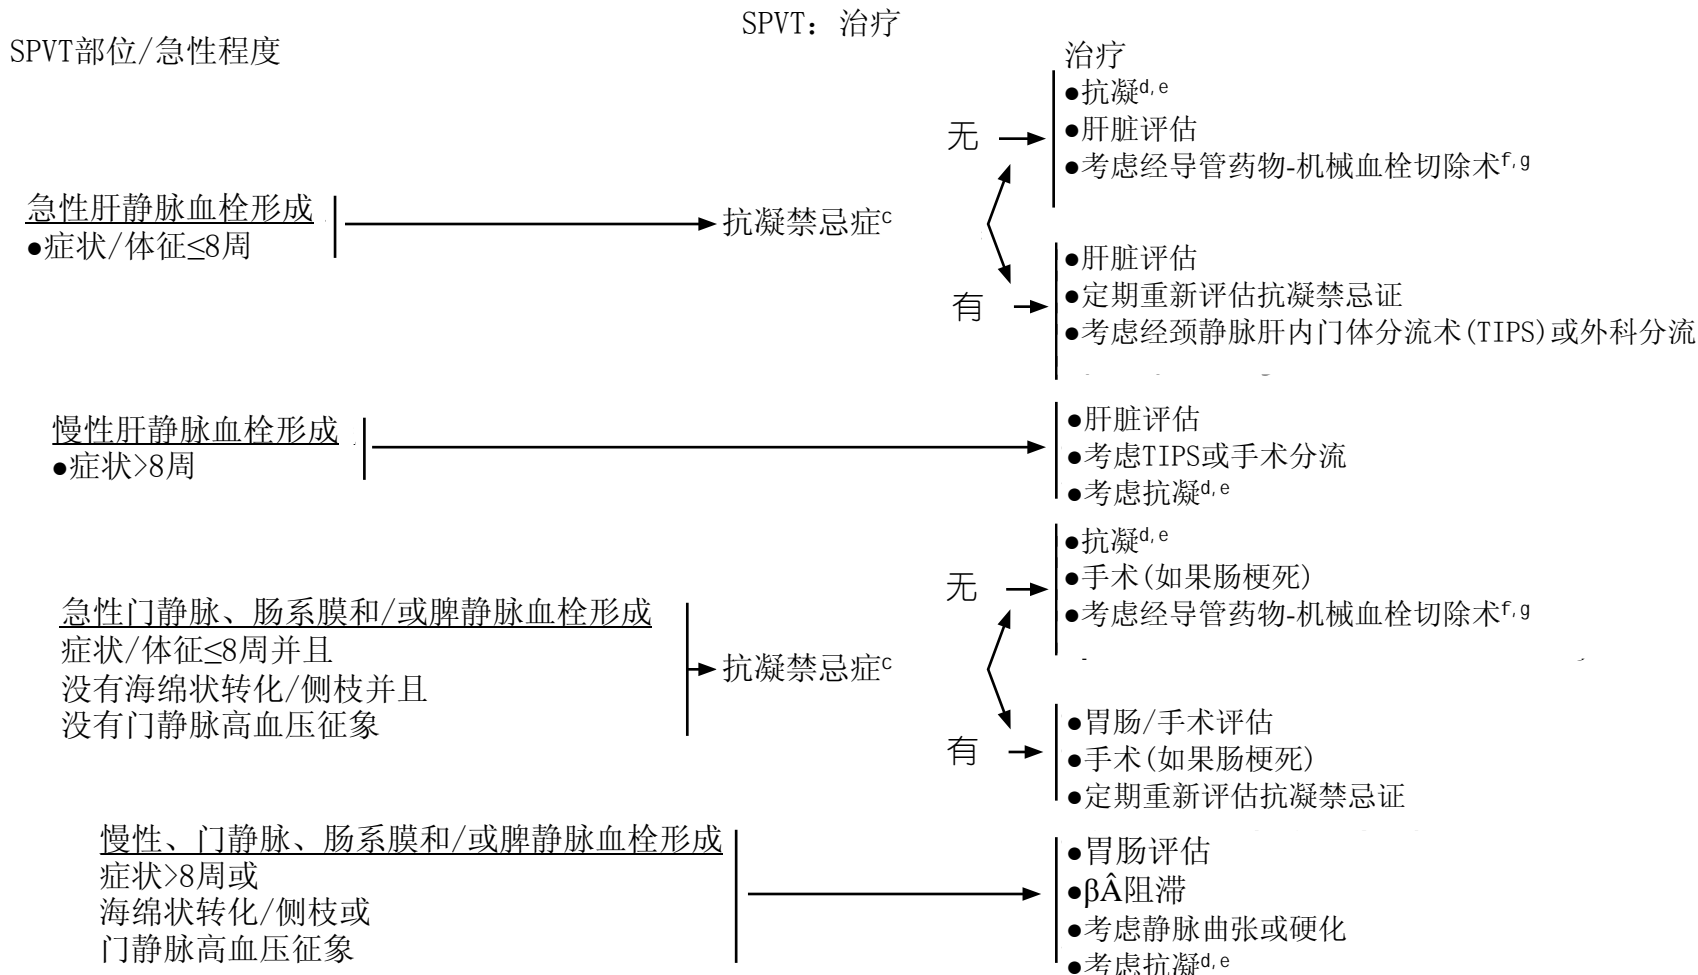 SPVT：治疗
SPVT部位/急性程度
治疗
●抗凝d,e
●肝脏评估
●考虑经导管药物-机械血栓切除术f,g
无
急性肝静脉血栓形成
●症状/体征≤8周
抗凝禁忌症c
有
●肝脏评估
●定期重新评估抗凝禁忌证
●考虑经颈静脉肝内门体分流术(TIPS)或外科分流
慢性肝静脉血栓形成
●症状>8周
●肝脏评估
●考虑TIPS或手术分流
●考虑抗凝d,e
急性门静脉、肠系膜和/或脾静脉血栓形成
症状/体征≤8周并且
没有海绵状转化/侧枝并且
没有门静脉高血压征象
抗凝禁忌症c
无
●抗凝d,e
●手术(如果肠梗死)
●考虑经导管药物-机械血栓切除术f,g
有
●胃肠/手术评估
●手术(如果肠梗死)
●定期重新评估抗凝禁忌证
慢性、门静脉、肠系膜和/或脾静脉血栓形成
症状>8周或
海绵状转化/侧枝或
门静脉高血压征象
●胃肠评估
●βÂ阻滞
●考虑静脉曲张或硬化
●考虑抗凝d,e